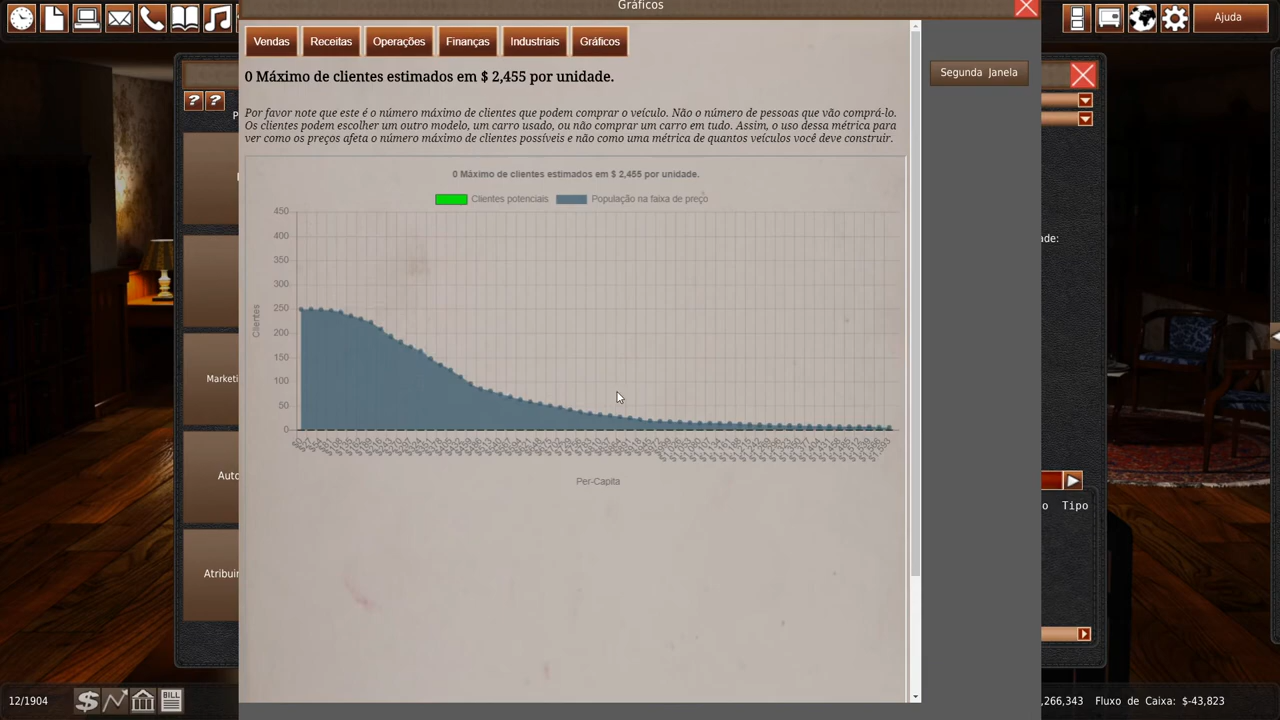 Gráficos
Ajuda
Vendas
Receitas
Operações
Finanças
Industriais
Gráficos
Segunda Janela
0 Máximo de clientes estimados em $ 2,455 por unidade.
? ?
P
Por favor note que este é o número máximo de clientes que podem comprar o veículo. Não o número de pessoas que vão comprá-lo.
Os clientes podem escolher um outro modelo, um carro usado, ou não comprar um carro em tudo. Assim, o uso dessa métrica para
ver como os preços afeta o número máximo de clientes possíveis e não como uma métrica de quantos veículos você deve construir.
0 Máximo de clientes estimados em $ 2,455 por unidade.
Clientes potenciais
População na faixa de preço
450
400
350
300
250
200
150
100
50
0
Clientes
Per-Capita
ade:
Marketi
Auto
Atribuir
o Tipo
12/1904
BILL
,266,343
Fluxo de Caixa: $-43,823